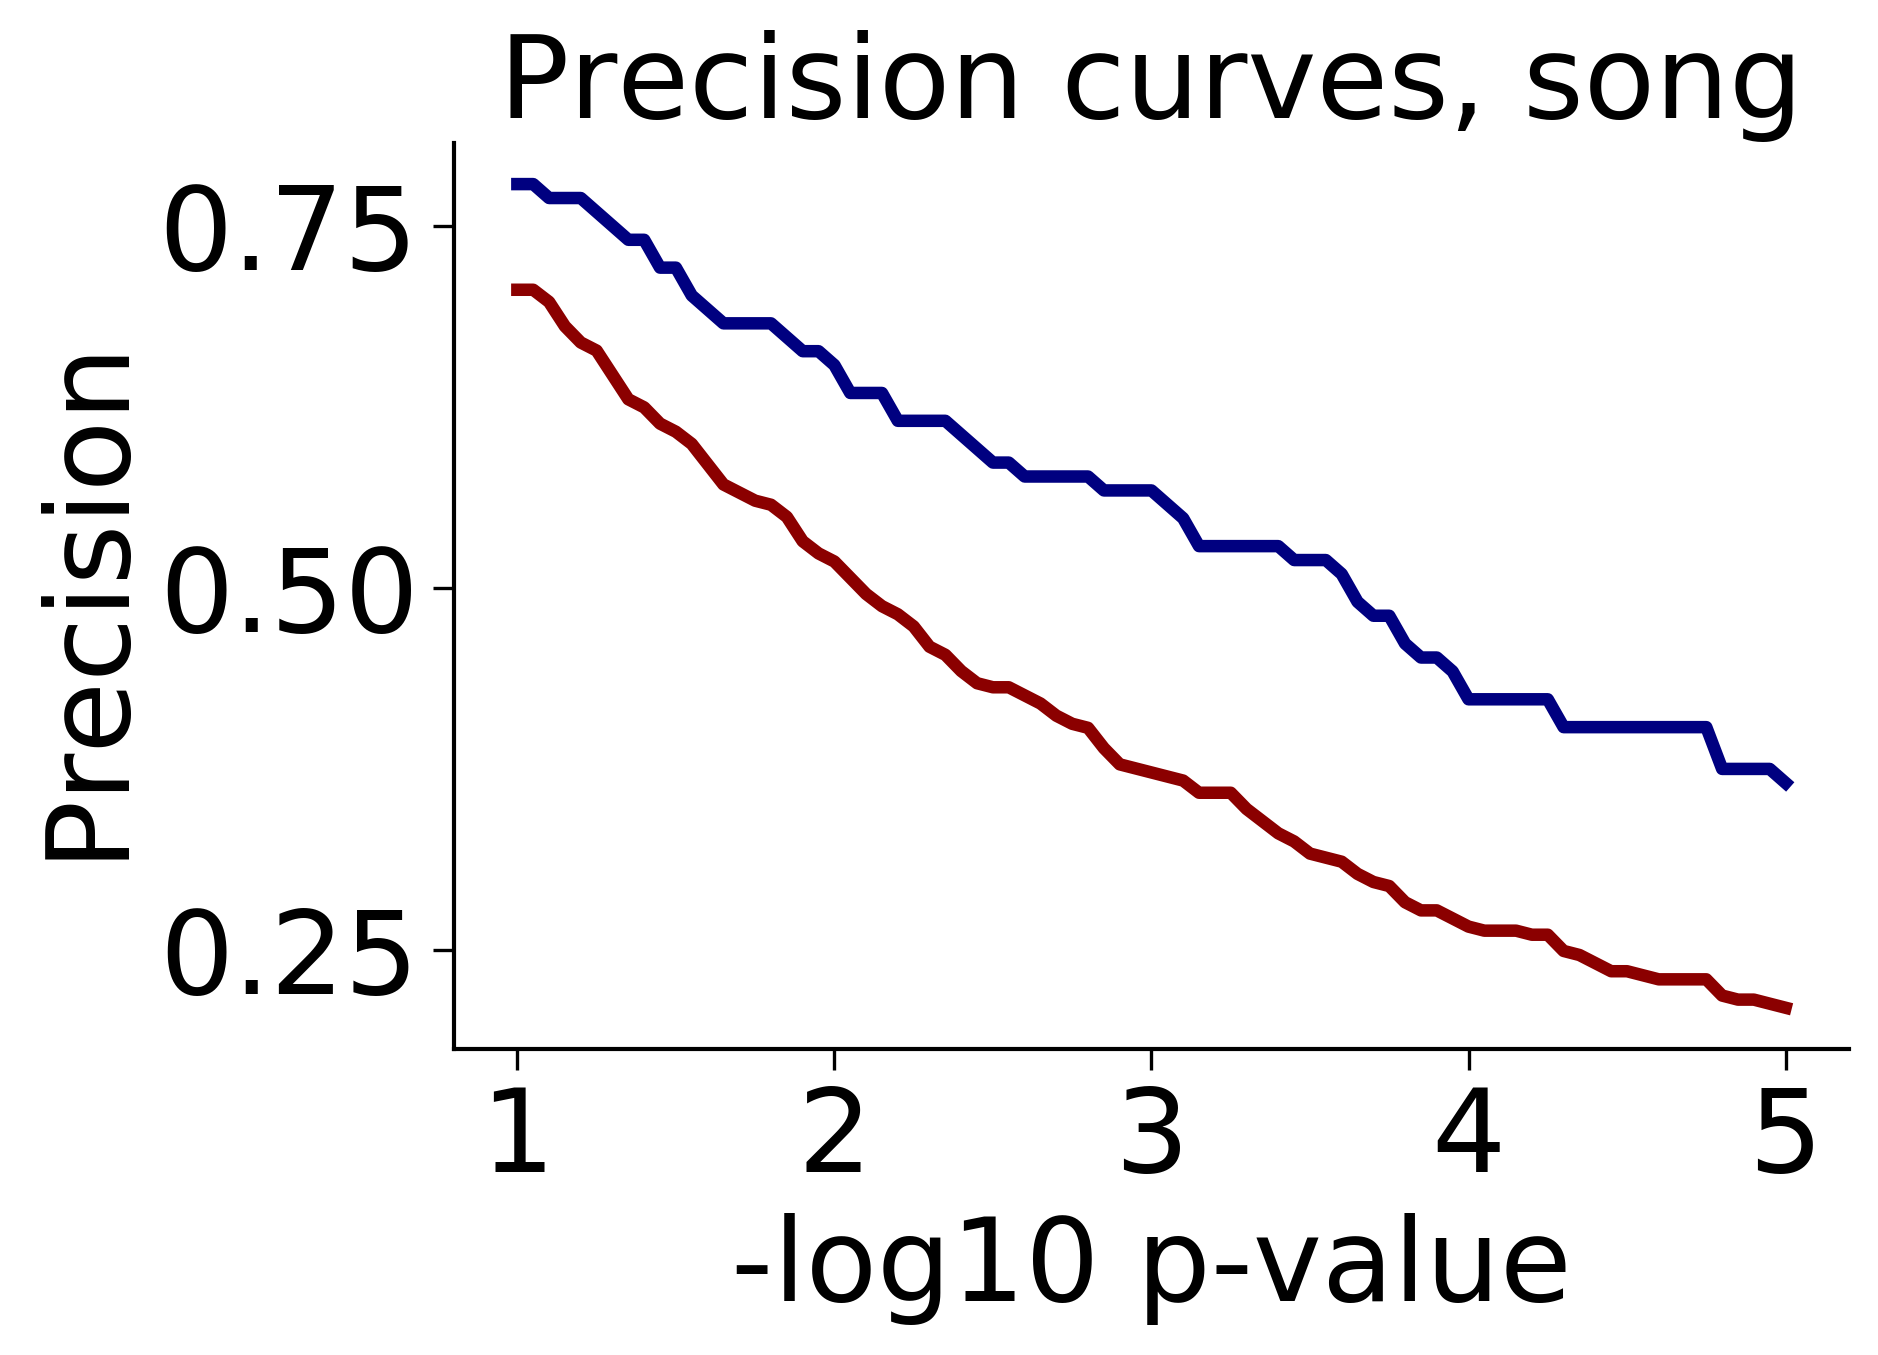 Precision curves, song
Precision
0.75
0.50
0.25
1 2 3 4 5
-log10 p-value